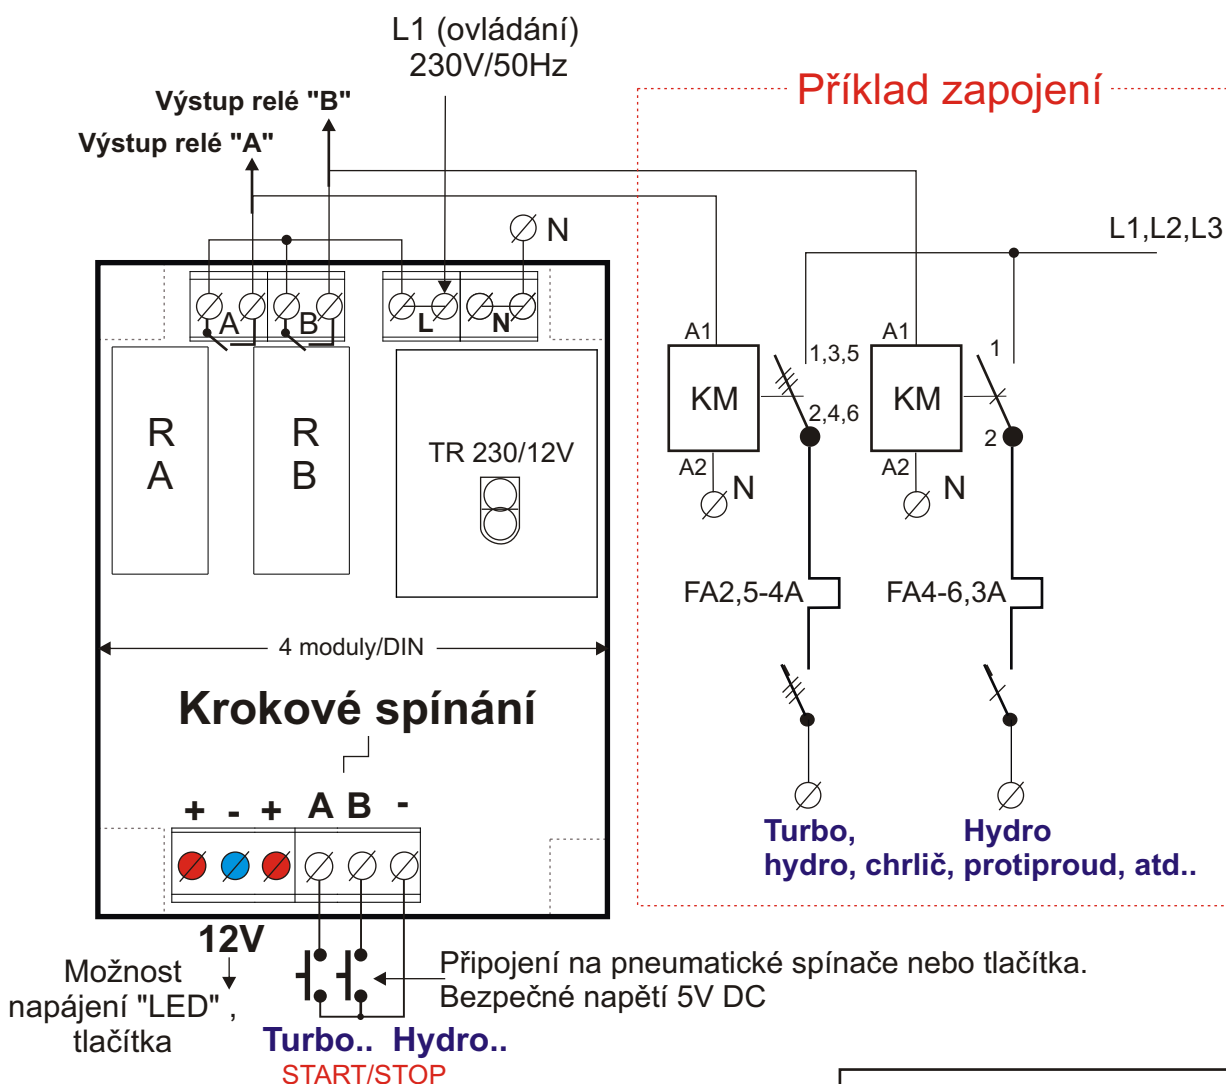 L1 (ovládání)
230V/50Hz
Příklad zapojení
Výstup relé "B"
Výstup relé "A"
N
L1,L2,L3
A
B
L
N
A1
1,3,5
KM
2,4,6
A2
N
A1
1
KM
2
A2
N
R
A
R
B
TR 230/12V
FA2,5-4A
FA4-6,3A
4 moduly/DIN
Krokové spínání
+ - + A B -
Turbo, Hydro
hydro, chrlič, protiproud, atd..
12V
Možnost
napájení "LED" ,
tlačítka
Připojení na pneumatické spínače nebo tlačítka.
Bezpečné napětí 5V DC
Turbo.. Hydro..
START/STOP